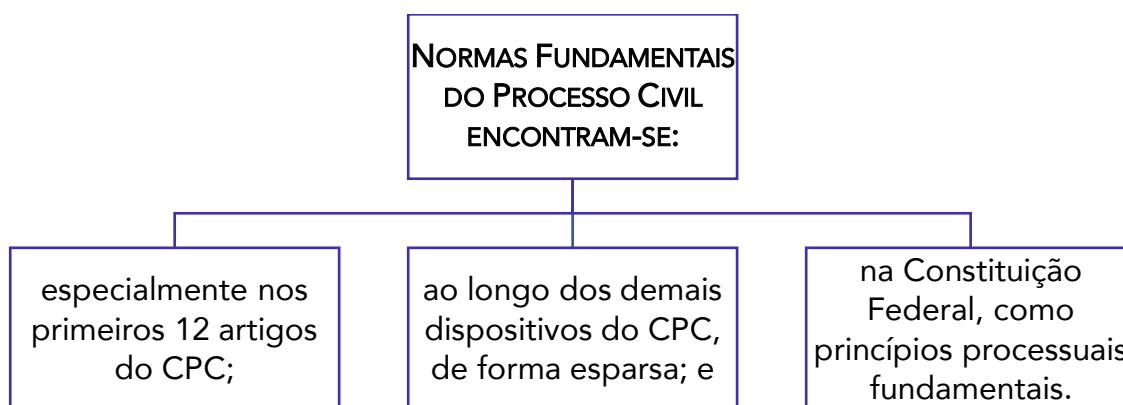 NORMAS FUNDAMENTAIS
DO PROCESSO CIVIL
ENCONTRAM-SE:
especialmente nos
primeiros 12 artigos
do CPC;
ao longo dos demais
dispositivos do CPC,
de forma esparsa; e
na Constituição
Federal, como
princípios processuais
fundamentais.